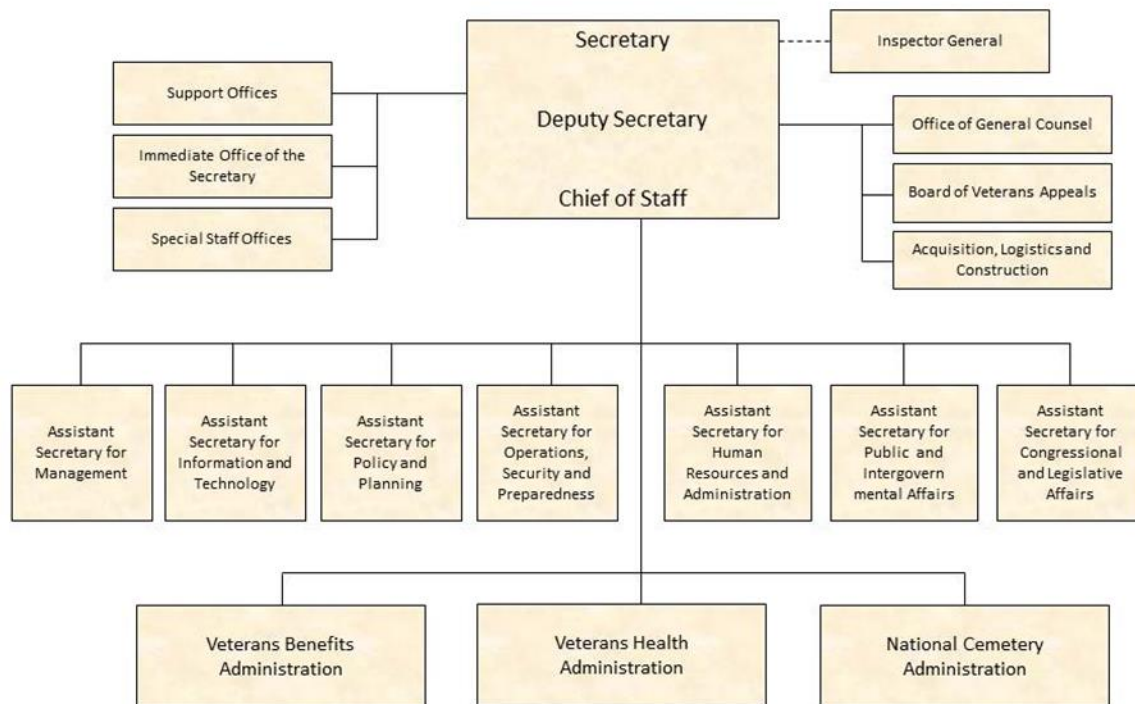 Secretary
Deputy Secretary
Chief of Staff
Inspector General
Support Offices
Immediate Office of the
Secretary
Special Staff Offices
Office of General Counsel
Board of Veterans Appeals
Acquisition, Logistics and
Construction
Assistant
Secretary for
Management
Assistant
Secretary for
Information and
Technology
Assistant
Secretary for
Policy and
Planning
Assistant
Secretary for
Operations,
Security and
Preparedness
Assistant
Secretary for
Human
Resources and
Administration
Assistant
Secretary for
Public and
Intergovern
mental Affairs
Assistant
Secretary for
Congressional
and Legislative
Affairs
Veterans Benefits
Administration
Veterans Health
Administration
National Cemetery
Administration